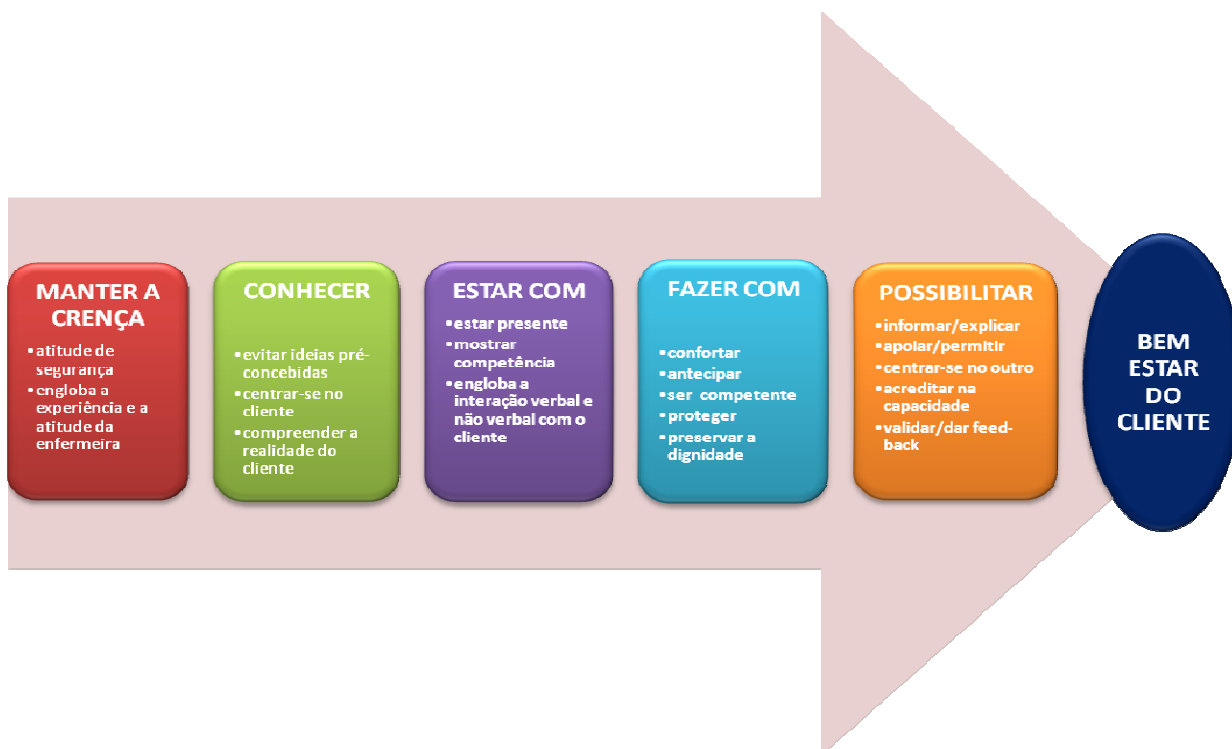 MANTER A
CRENÇA
•atitude de
segurança
•engloba a
experiência e a
atitude da
enfermeira
CONHECER
•evitar ideias pré-
concebidas
•centrar-se no
cliente
•compreender a
realidade do
cliente
ESTAR COM
•estar presente
•mostrar
competência
•engloba a
interação verbal e
não verbal com o
cliente
FAZER COM
•confortar
•antecipar
•ser competente
•proteger
•preservar a
dignidade
POSSIBILITAR
•informar/explicar
•apoiar/permitir
•centrar-se no outro
•acreditar na
capacidade
•validar/dar feed-
back
BEM
ESTAR
DO
CLIENTE